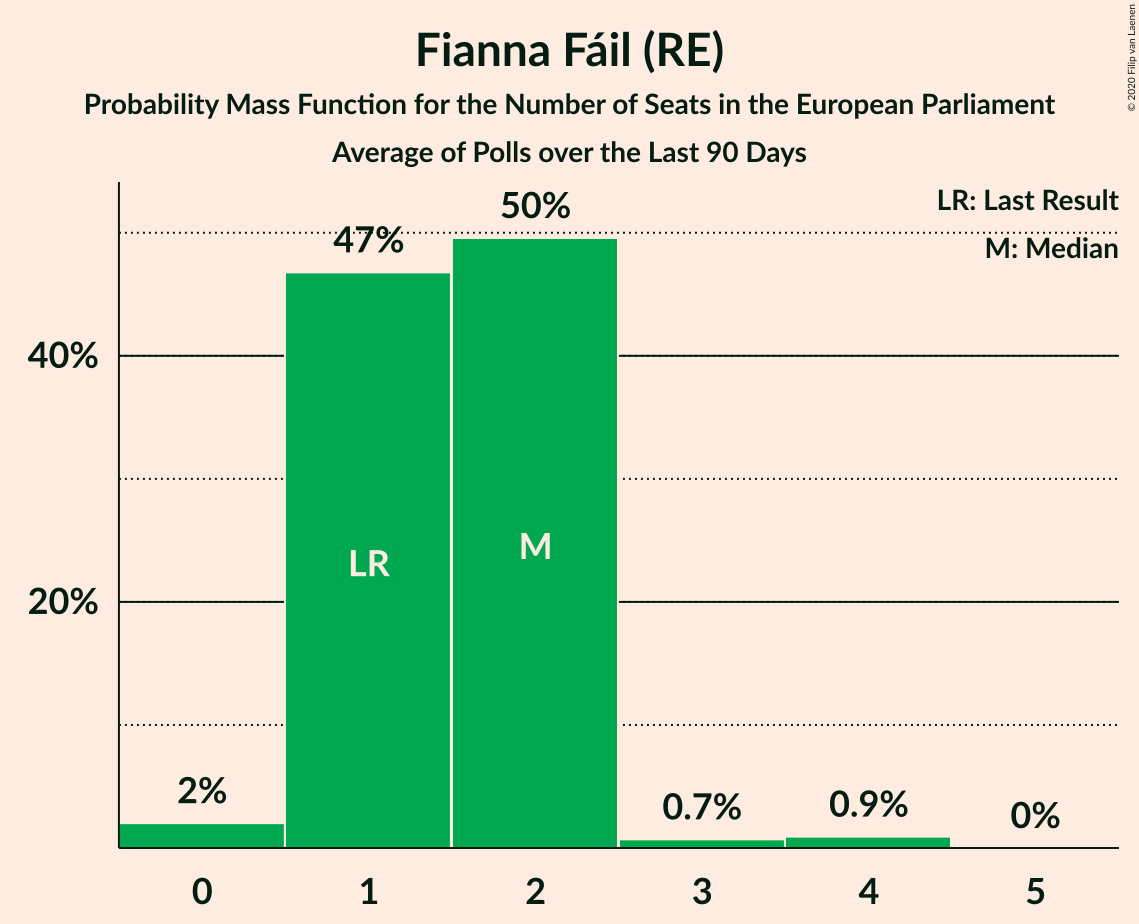 Fianna Fáil (RE)
Probability Mass Function for the Number of Seats in the European Parliament
Average of Polls over the Last 90 Days
© 2020 Filip van Laenen
LR: Last Result
M: Median
50%
47%
40%
20%
LR
M
2%
0.7%
0.9%
0%
0 1 2 3 4 5